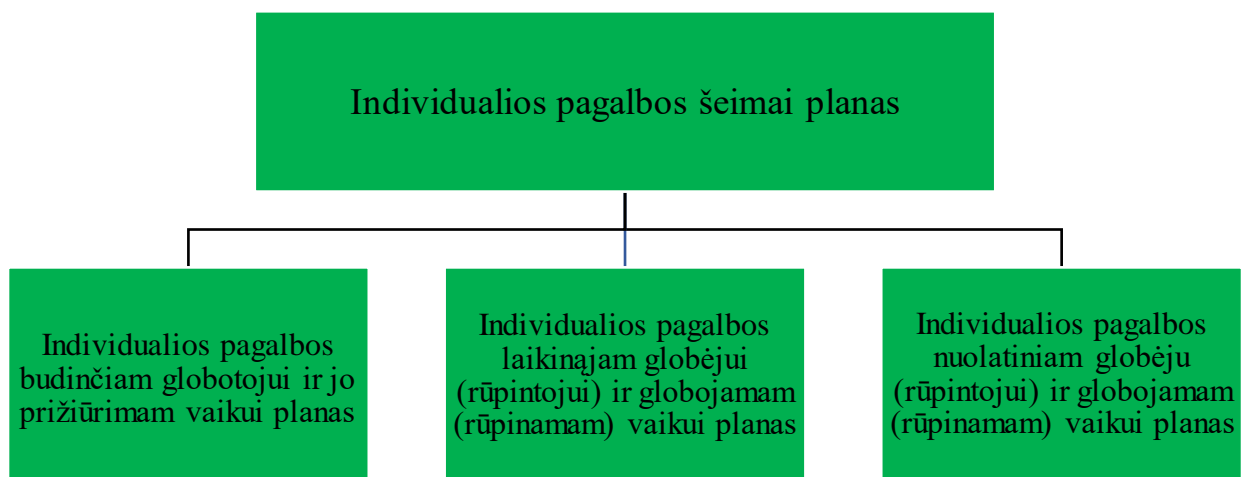 Individualios pagalbos šeimai planas
Individualios pagalbos
budinčiam globotojui ir jo
prižiūrimam vaikui planas
Individualios pagalbos
laikinajam globėjui
(rūpintojui) ir globojamam
(rūpinamam) vaikui planas
Individualios pagalbos
nuolatiniam globėju
(rūpintojui) ir globojamam
(rūpinamam) vaikui planas